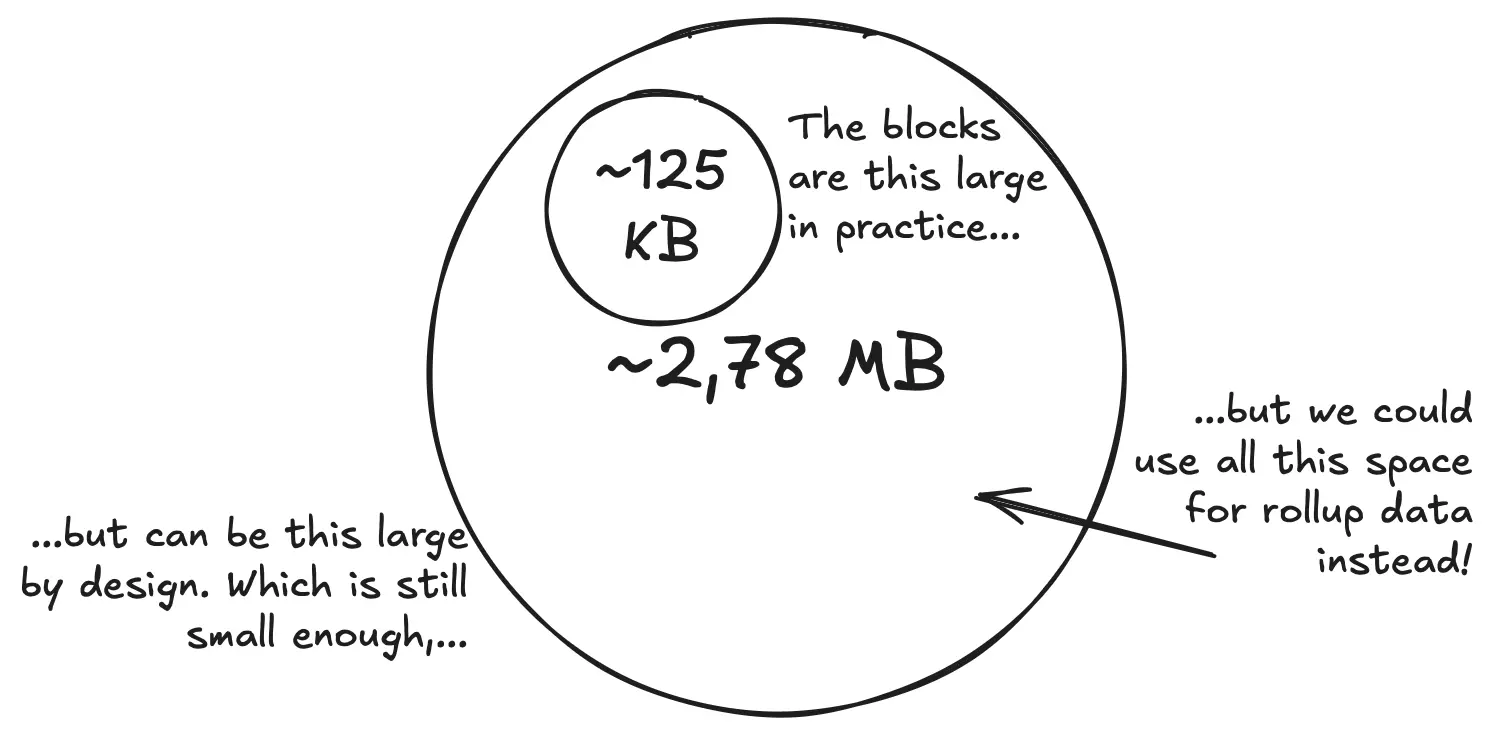 ~125
KB
The blocks
are this large
in practice...
~2,78 MB
...but can be this large
by design. Which is still
small enough,...
...but we could
use all this space
for rollup data
instead!